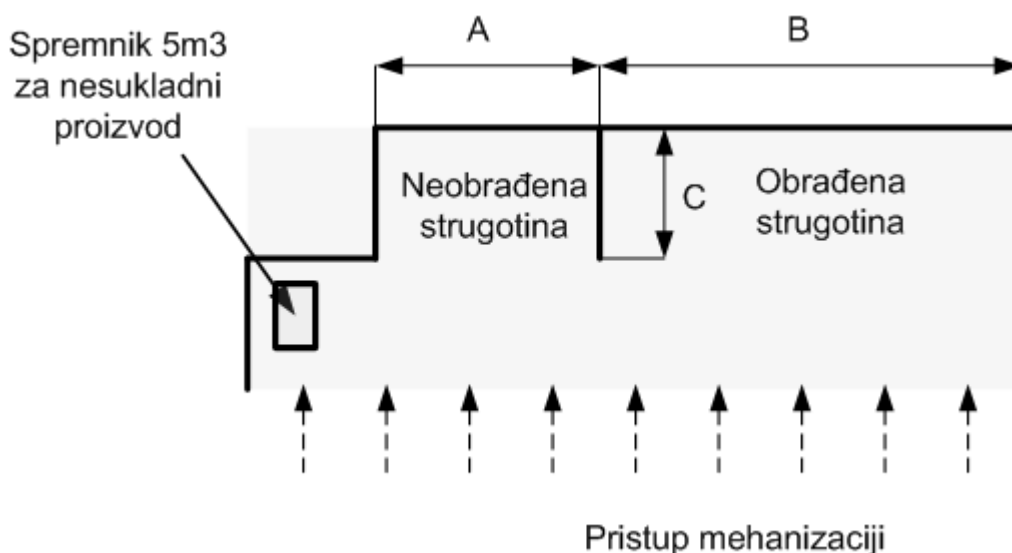 Spremnik 5m3
za nesukladni
proizvod
A
B
Neobrađena
strugotina
C
Obrađena
strugotina
Pristup mehanizaciji